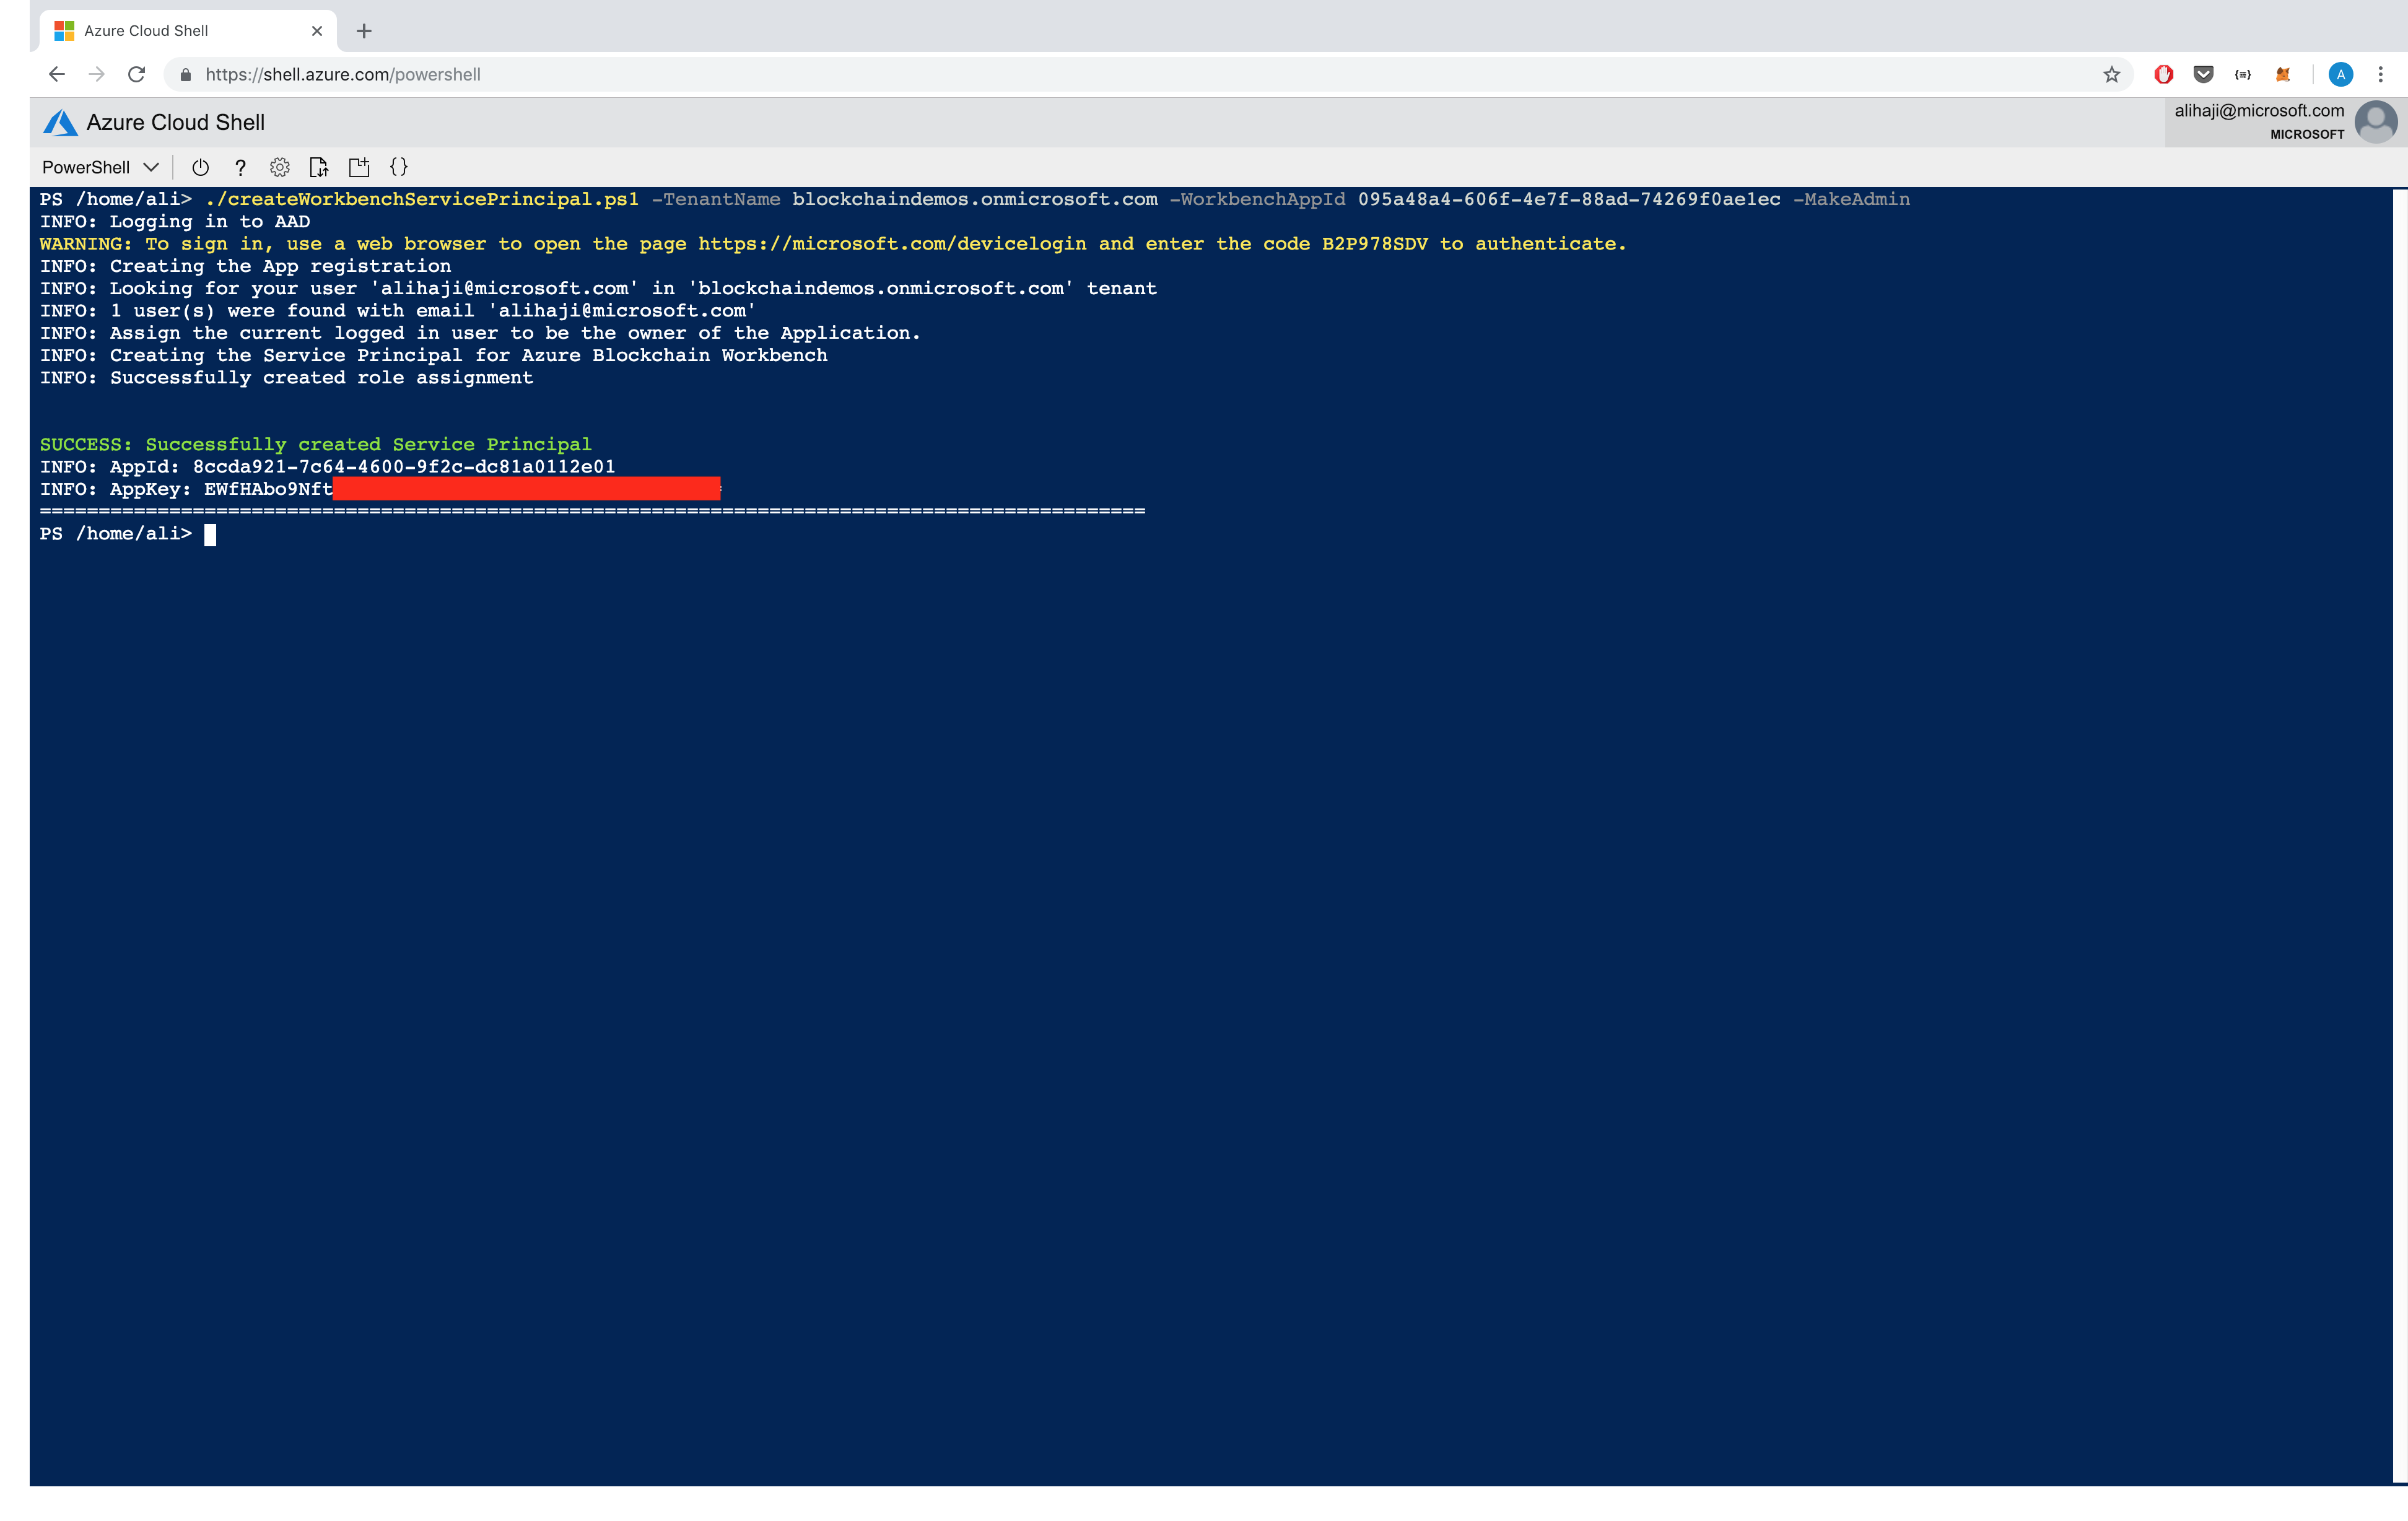 Azure Cloud Shell
https://shell.azure.com/powershell
A
Azure Cloud Shell
alihaji@microsoft.com
MICROSOFT
PowerShell
PS /home/ali> ./createWorkbenchServicePrincipal.ps1 -TenantName blockchaindemos.onmicrosoft.com -WorkbenchAppId 095a48a4-606f-4e7f-88ad-74269f0ae1ec -MakeAdmin
INFO: Logging in to AAD
WARNING: To sign in, use a web browser to open the page https://microsoft.com/devicelogin and enter the code B2P978SDV to authenticate.
INFO: Creating the App registration
INFO: Looking for your user 'alihaji@microsoft.com' in 'blockchaindemos.onmicrosoft.com' tenant
INFO: 1 user(s) were found with email 'alihaji@microsoft.com'
INFO: Assign the current logged in user to be the owner of the Application.
INFO: Creating the Service Principal for Azure Blockchain Workbench
INFO: Successfully created role assignment
SUCCESS: Successfully created Service Principal
INFO: AppId: 8ccda921-7c64-4600-9f2c-dc81a0112e01
INFO: AppKey: EWfHAbo9Nft
==============================================================================================
PS /home/ali>